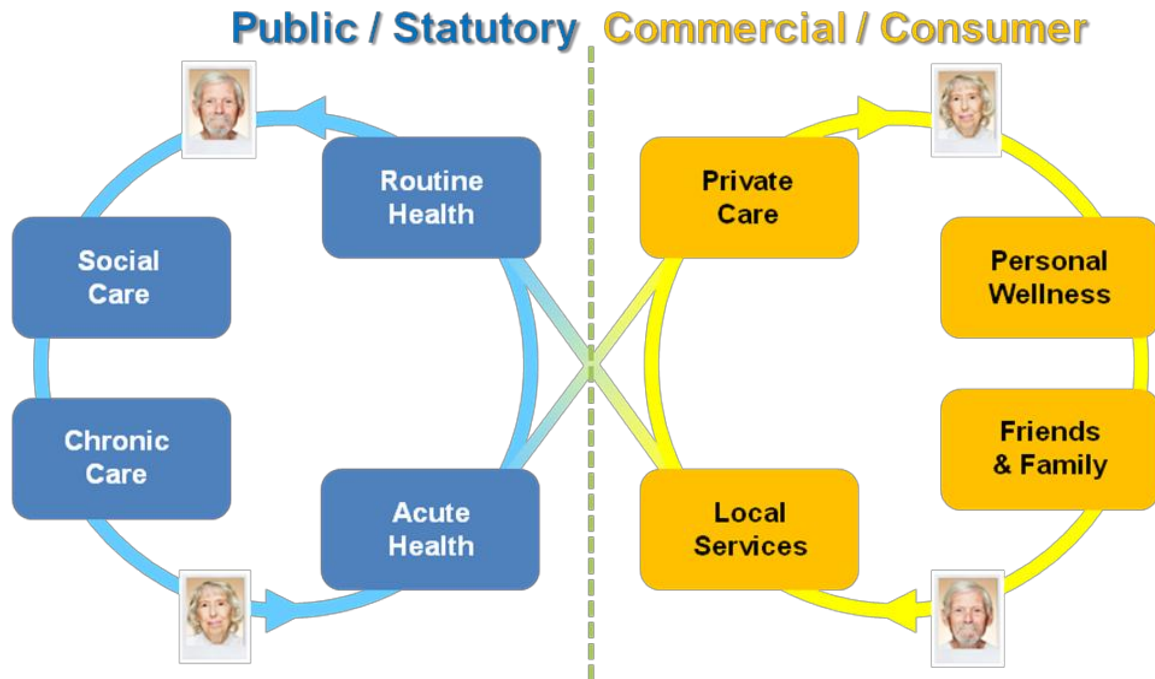 Public / Statutory Commercial / Consumer
Routine
Health
Private
Care
Social
Care
Personal
Wellness
Chronic
Care
Friends
& Family
Acute
Health
Local
Services